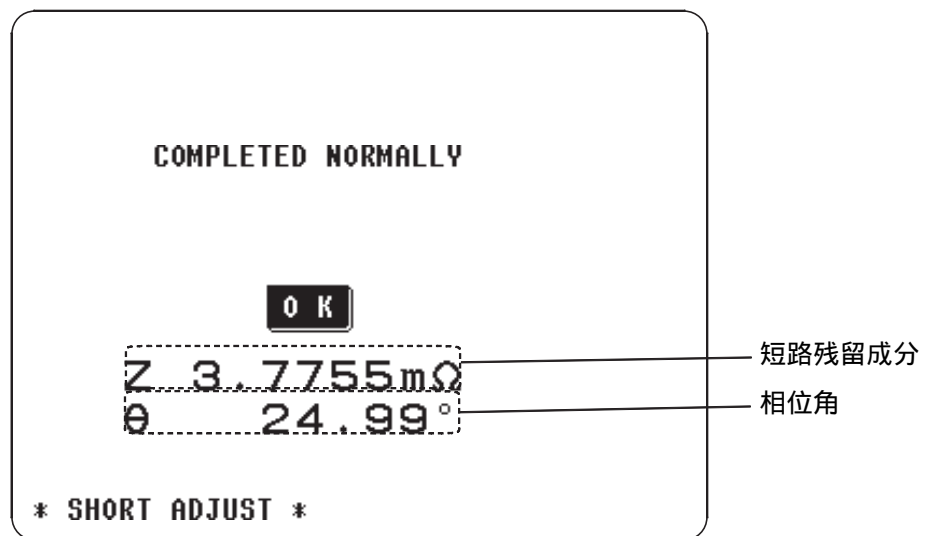 COMPLETED NORMALLY
O K
Z 3.7755mΩ
短路残留成分
θ 24.99°
相位角
* SHORT ADJUST *